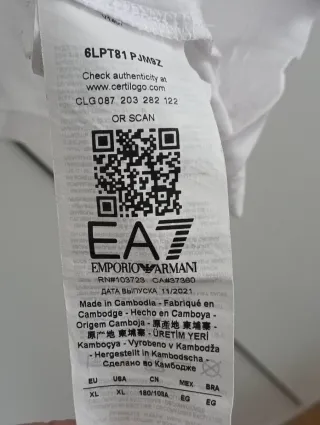 6LPT81 PJM9Z
Check authenticity at
www.certilogo.com
CLG 087 203 282 122
OR SCAN
EA7
EMPORIO ARMANI
RN#103723 CA#37380
ДАТА ВЫПУСКА 11/2021
Made in Cambodia - Fabriqué en
Cambodge - Hecho en Camboya -
Origem Camboja - 原產地 柬埔寨 -
原产地 柬埔寨 - ÜRETİM YERİ
Kamboçya - Vyrobeno v Kambodža
- Hergestellt in Kambodscha -
Сделано во Камбодже
EU USA CN MEX BRA
XL XL 180/108A EG EG